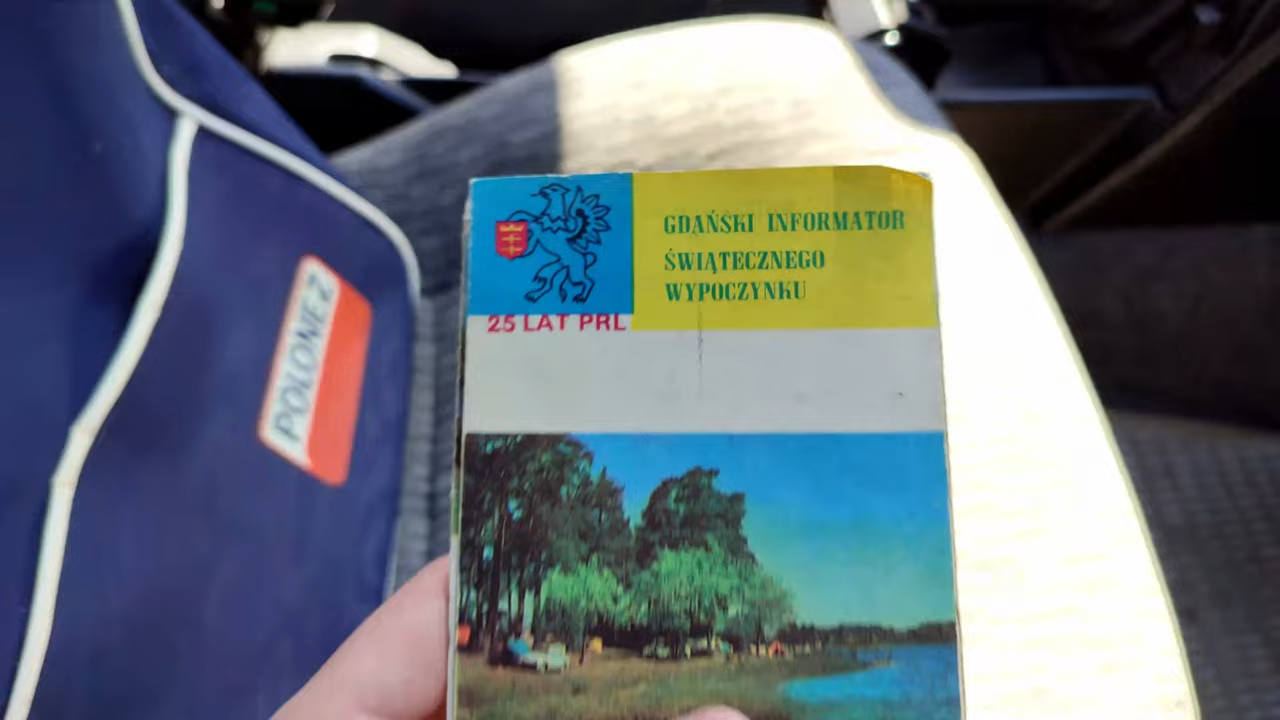 POLONEZ
GDAŃSKI INFORMATOR
ŚWIĄTECZNEGO
WYPOCZYNKU
25 LAT PRL